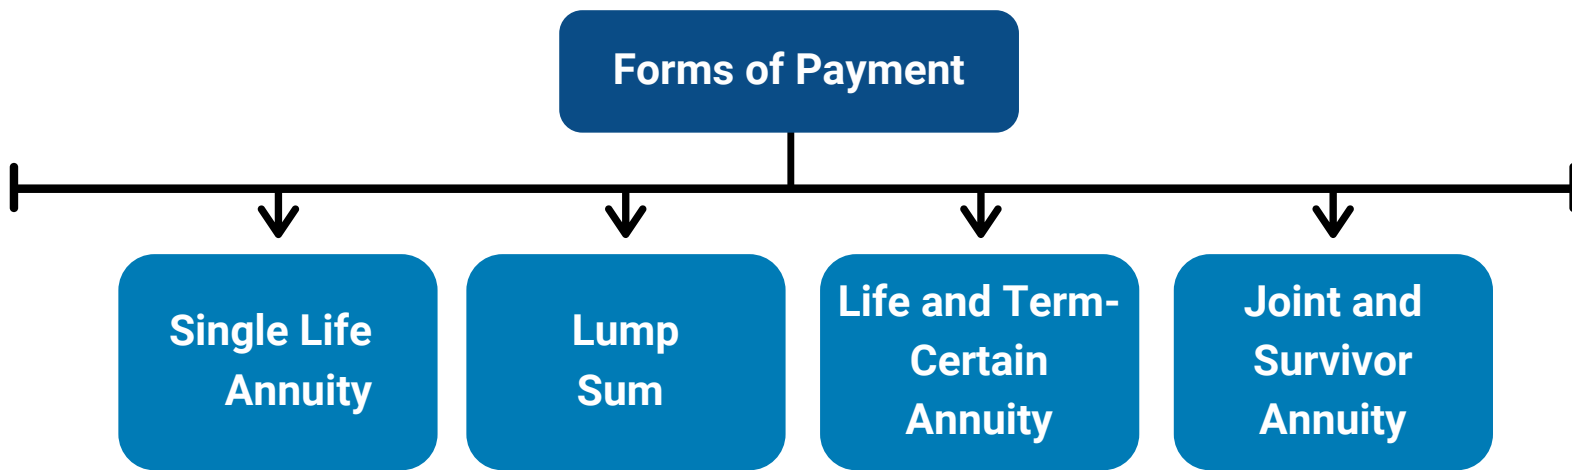 Forms of Payment
Single Life
Annuity
Lump
Sum
Life and Term-
Certain
Annuity
Joint and
Survivor
Annuity